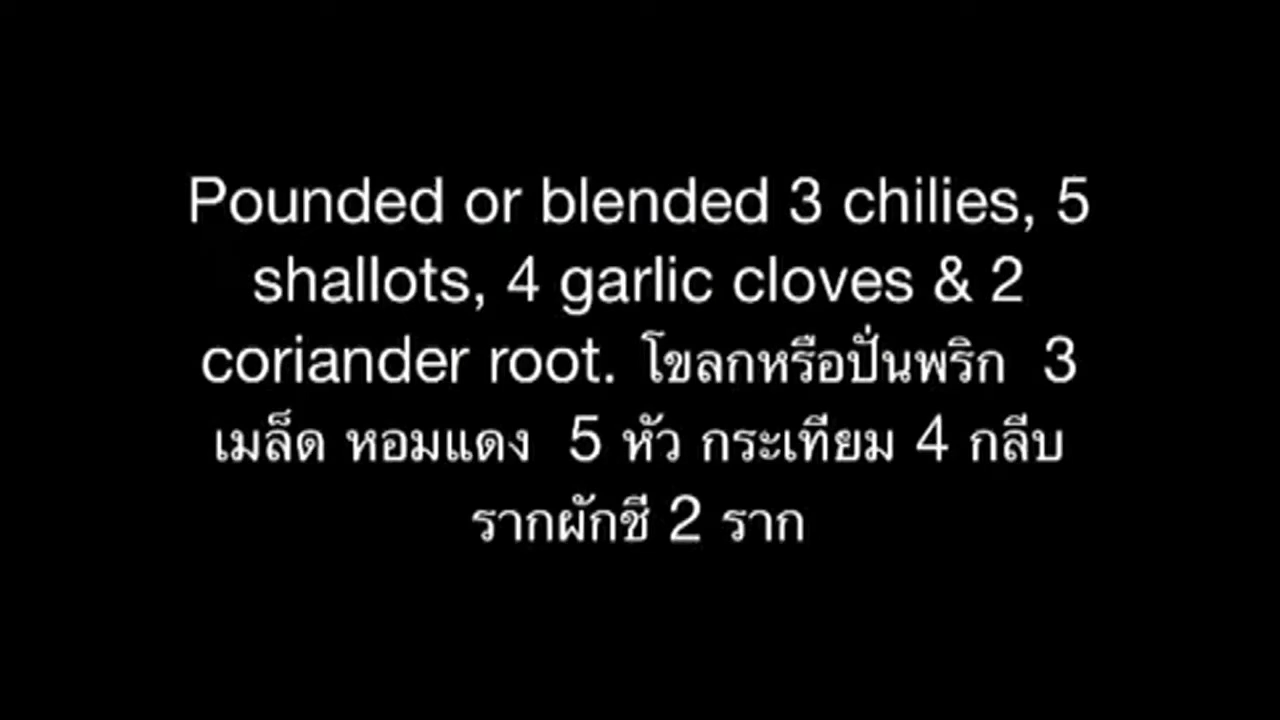 Pounded or blended 3 chilies, 5
shallots, 4 garlic cloves & 2
coriander root. โขลกหรือปั่นพริก 3
เมล็ด หอมแดง 5 หัว กระเทียม 4 กลีบ
รากผักชี 2 ราก